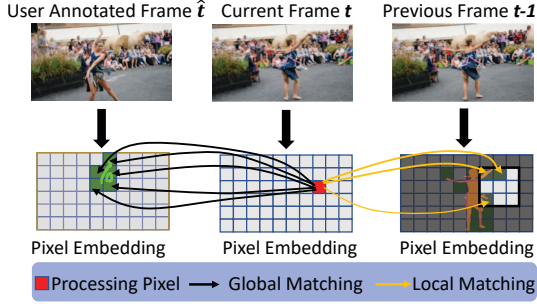 User Annotated Frame t̂
Current Frame t
Previous Frame t-1
Pixel Embedding
Pixel Embedding
Pixel Embedding
Processing Pixel
Global Matching
Local Matching